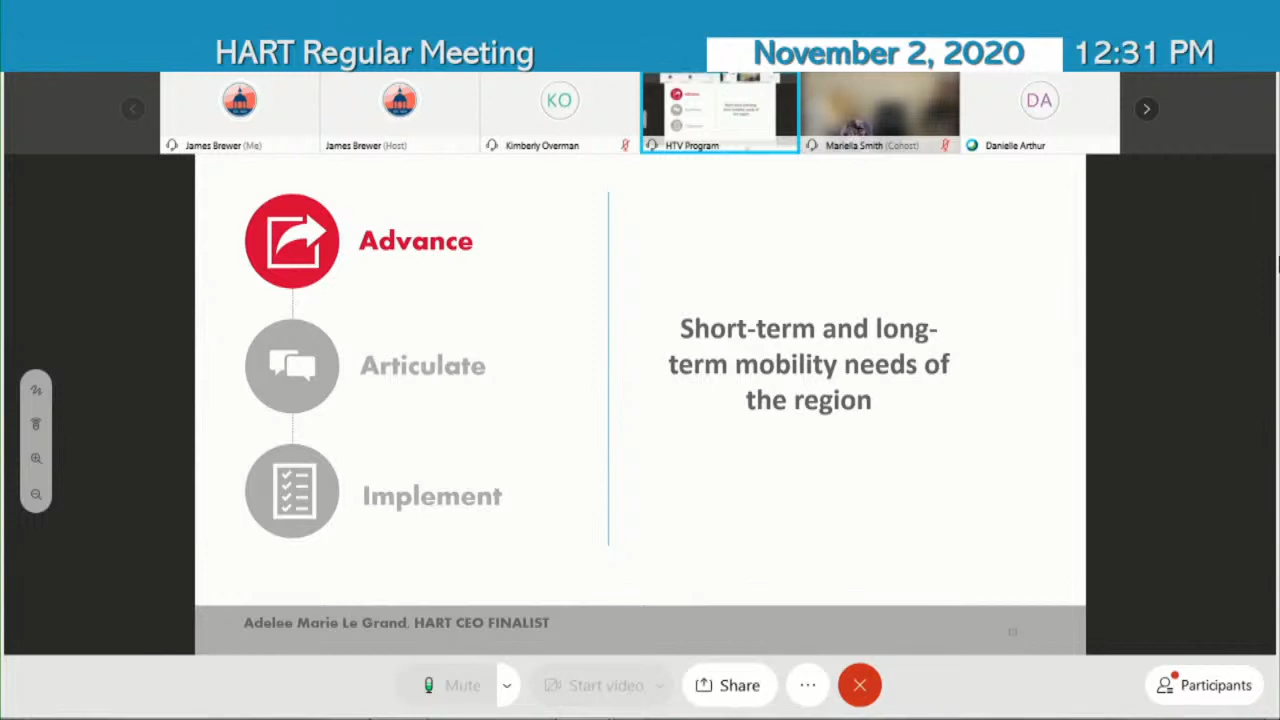 HART Regular Meeting
November 2, 2020
12:31 PM
KO
DA
James Brewer (Me)
James Brewer (Host)
Kimberly Overman
HTV Program
Mariella Smith (Cohost)
Danielle Arthur
Advance
Articulate
Implement
Short-term and long-
term mobility needs of
the region
Adelee Marie Le Grand, HART CEO FINALIST
Mute
Start video
Share
Participants